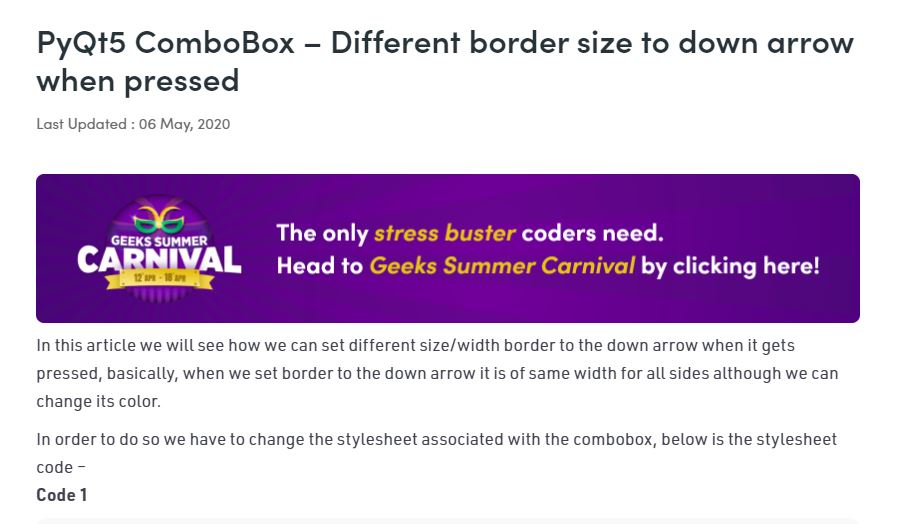 PyQt5 ComboBox – Different border size to down arrow
when pressed
Last Updated : 06 May, 2020
GEEKS SUMMER
CARNIVAL
12 APR - 18 APR
The only stress buster coders need.
Head to Geeks Summer Carnival by clicking here!
In this article we will see how we can set different size/width border to the down arrow when it gets
pressed, basically, when we set border to the down arrow it is of same width for all sides although we can
change its color.
In order to do so we have to change the stylesheet associated with the combobox, below is the stylesheet
code –
Code 1